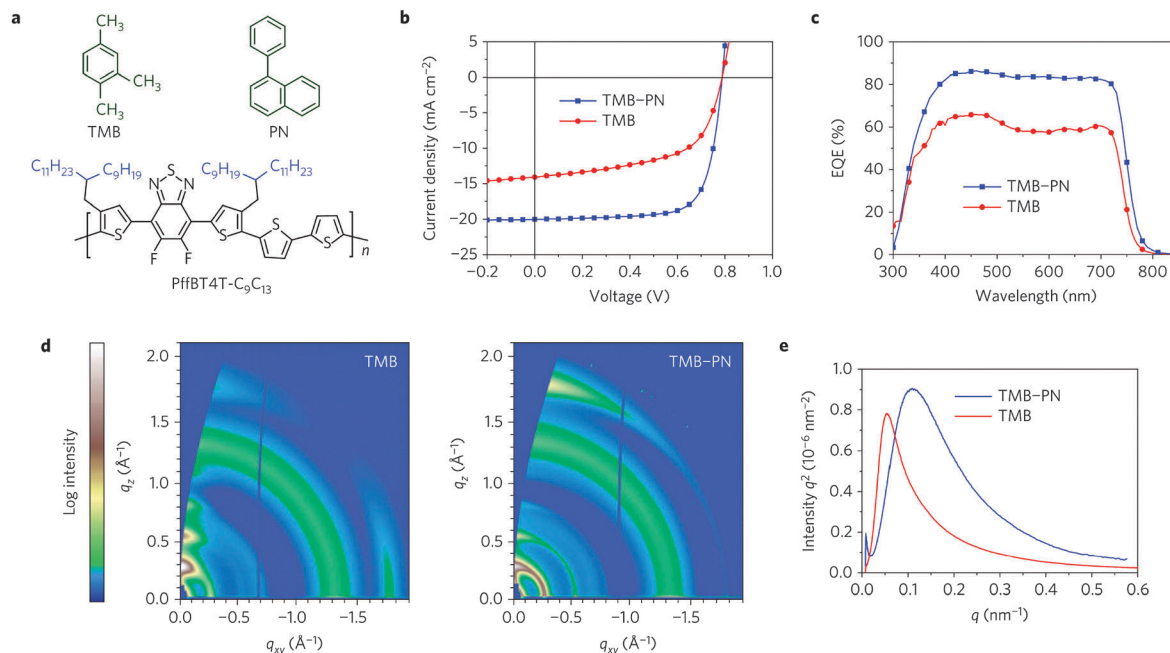 a
CH₃
CH₃
CH₃
TMB
PN
C₁₁H₂₃
C₉H₁₉
C₉H₁₉
C₁₁H₂₃
S
N
N
S
F
F
S
S
S
n
PffBT4T-C₉C₁₃
b
Current density (mA cm⁻²)
5
0
−5
−10
−15
−20
−25
TMB–PN
TMB
−0.2
0.0
0.2
0.4
0.6
0.8
1.0
Voltage (V)
c
EQE (%)
100
80
60
40
20
0
TMB–PN
TMB
300
400
500
600
700
800
Wavelength (nm)
d
Log intensity
q_z (Å⁻¹)
2.0
1.5
1.0
0.5
0.0
TMB
0.0
−0.5
−1.0
−1.5
q_xy (Å⁻¹)
q_z (Å⁻¹)
2.0
1.5
1.0
0.5
0.0
TMB–PN
0.0
−0.5
−1.0
−1.5
q_xy (Å⁻¹)
e
Intensity q² (10⁻⁶ nm⁻²)
1.0
0.8
0.6
0.4
0.2
0
TMB–PN
TMB
0.0
0.1
0.2
0.3
0.4
0.5
0.6
q (nm⁻¹)